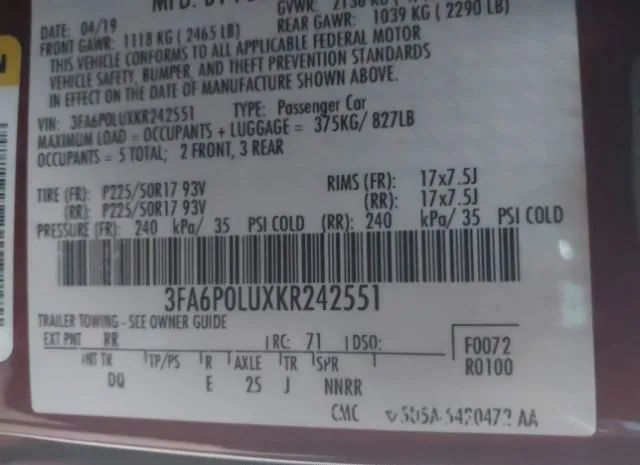 MFD. BY
DATE: 04/19 GVWR:
FRONT GAWR: 1118 KG ( 2465 LB) REAR GAWR: 1039 KG ( 2290 LB)
THIS VEHICLE CONFORMS TO ALL APPLICABLE FEDERAL MOTOR
VEHICLE SAFETY, BUMPER, AND THEFT PREVENTION STANDARDS
IN EFFECT ON THE DATE OF MANUFACTURE SHOWN ABOVE.
VIN: 3FA6P0LUXKR242551 TYPE: Passenger Car
MAXIMUM LOAD = OCCUPANTS + LUGGAGE = 375KG/ 827LB
OCCUPANTS = 5 TOTAL; 2 FRONT, 3 REAR
TIRE (FR): P225/50R17 93V RIMS (FR): 17x7.5J
(RR): P225/50R17 93V (RR): 17x7.5J
PRESSURE (FR): 240 kPa/ 35 PSI COLD (RR): 240 kPa/ 35 PSI COLD
3FA6P0LUXKR242551
TRAILER TOWING - SEE OWNER GUIDE
EXT PNT RR RC: 71 DSO: F0072
INT TR TP/PS R AXLE TR SPR R0100
DQ E 25 J NNRR
CMC